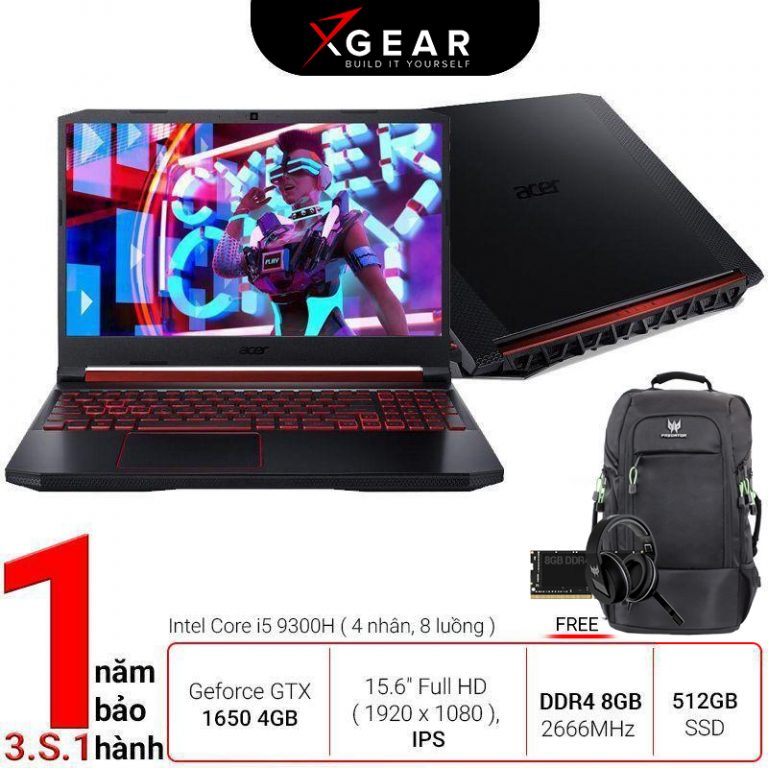 XGEAR
BUILD IT YOURSELF
CYBER
PLAY
acer
acer
PREDATOR
8GB DDR4
FREE
1 năm
bảo
3.S.1 hành
Intel Core i5 9300H ( 4 nhân, 8 luồng )
Geforce GTX
1650 4GB
15.6" Full HD
( 1920 x 1080 ),
IPS
DDR4 8GB
2666MHz
512GB
SSD